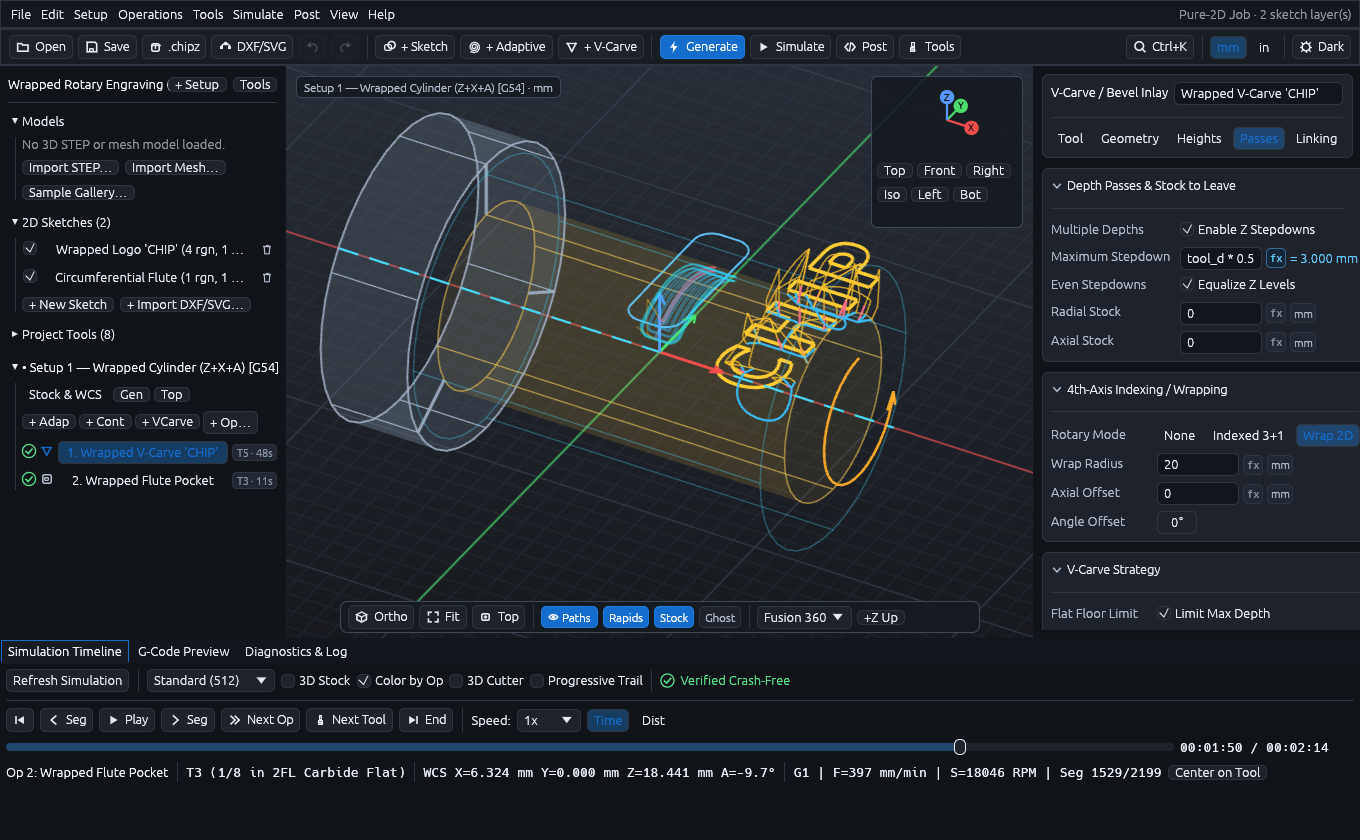 File Edit Setup Operations Tools Simulate Post View Help
Pure-2D Job · 2 sketch layer(s)
Open Save .chipz DXF/SVG + Sketch + Adaptive + V-Carve Generate Simulate Post Tools Ctrl+K mm in Dark
Wrapped Rotary Engraving + Setup Tools
Models
No 3D STEP or mesh model loaded.
Import STEP… Import Mesh…
Sample Gallery…
2D Sketches (2)
Wrapped Logo 'CHIP' (4 rgn, 1 …
Circumferential Flute (1 rgn, 1 …
+ New Sketch + Import DXF/SVG…
Project Tools (8)
• Setup 1 — Wrapped Cylinder (Z+X+A) [G54]
Stock & WCS Gen Top
+ Adap + Cont + VCarve + Op…
1. Wrapped V-Carve 'CHIP' T5 · 48s
2. Wrapped Flute Pocket T3 · 11s
Setup 1 — Wrapped Cylinder (Z+X+A) [G54] · mm
Z
Y
X
Top Front Right
Iso Left Bot
Ortho Fit Top Paths Rapids Stock Ghost Fusion 360 +Z Up
V-Carve / Bevel Inlay Wrapped V-Carve 'CHIP'
Tool Geometry Heights Passes Linking
Depth Passes & Stock to Leave
Multiple Depths Enable Z Stepdowns
Maximum Stepdown tool_d * 0.5 fx = 3.000 mm
Even Stepdowns Equalize Z Levels
Radial Stock 0 fx mm
Axial Stock 0 fx mm
4th-Axis Indexing / Wrapping
Rotary Mode None Indexed 3+1 Wrap 2D
Wrap Radius 20 fx mm
Axial Offset 0 fx mm
Angle Offset 0°
V-Carve Strategy
Flat Floor Limit Limit Max Depth
Simulation Timeline G-Code Preview Diagnostics & Log
Refresh Simulation Standard (512) 3D Stock Color by Op 3D Cutter Progressive Trail Verified Crash-Free
Seg Play Seg Next Op Next Tool End Speed: 1x Time Dist
00:01:50 / 00:02:14
Op 2: Wrapped Flute Pocket T3 (1/8 in 2FL Carbide Flat) WCS X=6.324 mm Y=0.000 mm Z=18.441 mm A=-9.7° G1 | F=397 mm/min | S=18046 RPM | Seg 1529/2199 Center on Tool